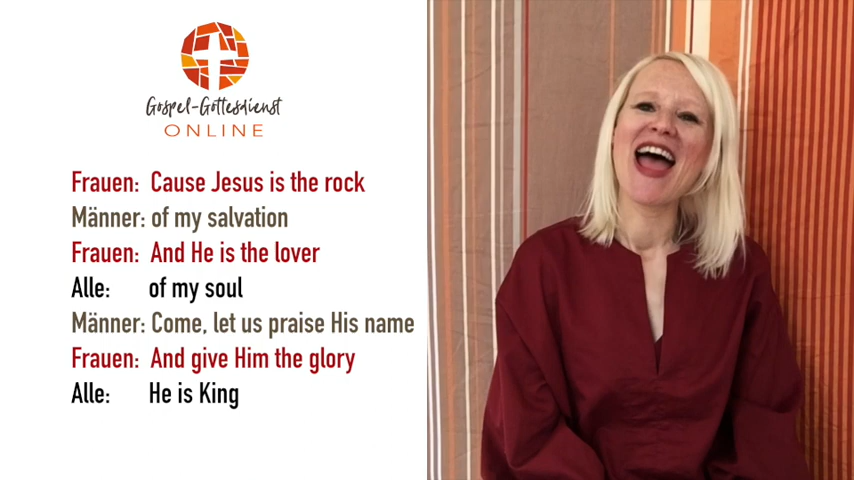 Gospel-Gottesdienst
ONLINE
Frauen: Cause Jesus is the rock
Männer: of my salvation
Frauen: And He is the lover
Alle: of my soul
Männer: Come, let us praise His name
Frauen: And give Him the glory
Alle: He is King